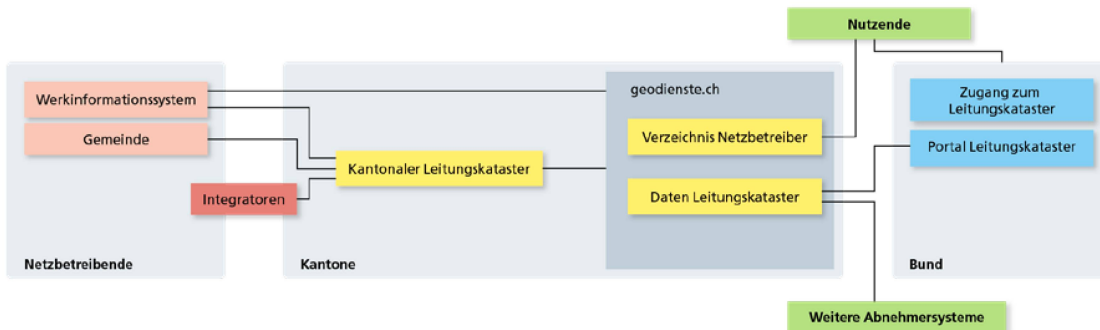 Nutzende
Werkinformationssystem
Gemeinde
Integratoren
Netzbetreibende
Kantonaler Leitungskataster
Kantone
geodienste.ch
Verzeichnis Netzbetreiber
Daten Leitungskataster
Zugang zum
Leitungskataster
Portal Leitungskataster
Bund
Weitere Abnehmersysteme